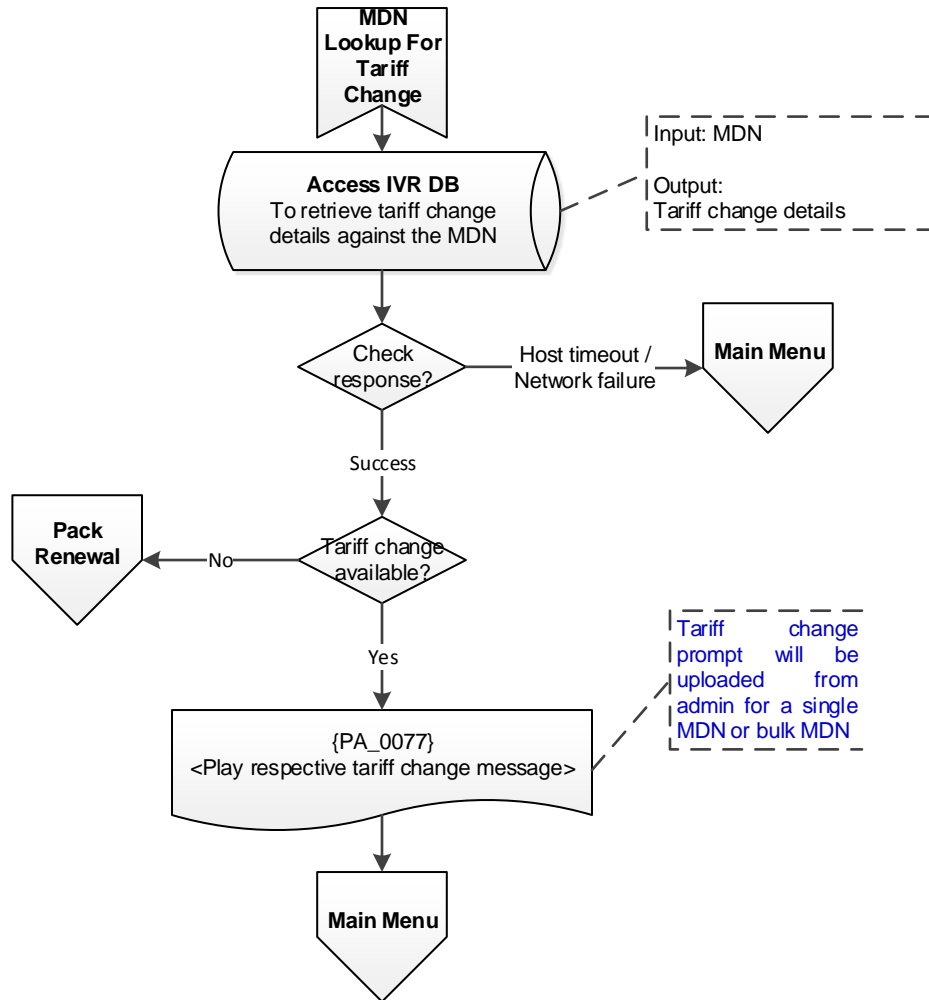 MDN
Lookup For
Tariff
Change
Input: MDN
Output:
Tariff change details
Access IVR DB
To retrieve tariff change
details against the MDN
Check
response?
Host timeout /
Network failure
Main Menu
Success
Pack
Renewal
No
Tariff change
available?
Yes
Tariff change
prompt will be
uploaded from
admin for a single
MDN or bulk MDN
{PA_0077}
<Play respective tariff change message>
Main Menu